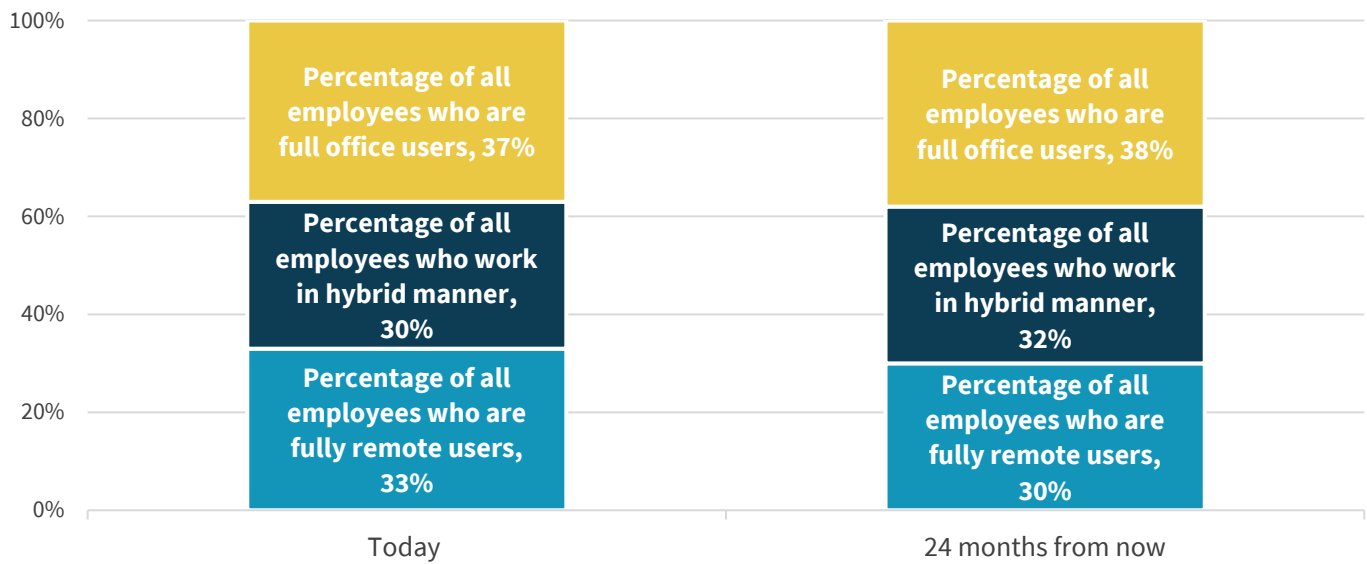 100%
80%
60%
40%
20%
0%
Percentage of all
employees who are
full office users, 37%
Percentage of all
employees who work
in hybrid manner,
30%
Percentage of all
employees who are
fully remote users,
33%
Percentage of all
employees who are
full office users, 38%
Percentage of all
employees who work
in hybrid manner,
32%
Percentage of all
employees who are
fully remote users,
30%
Today
24 months from now